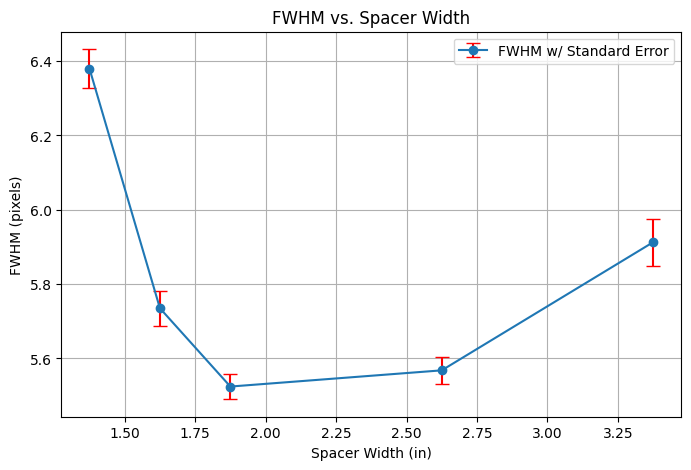 FWHM vs. Spacer Width
FWHM w/ Standard Error
FWHM (pixels)
6.4
6.2
6.0
5.8
5.6
1.50 1.75 2.00 2.25 2.50 2.75 3.00 3.25
Spacer Width (in)